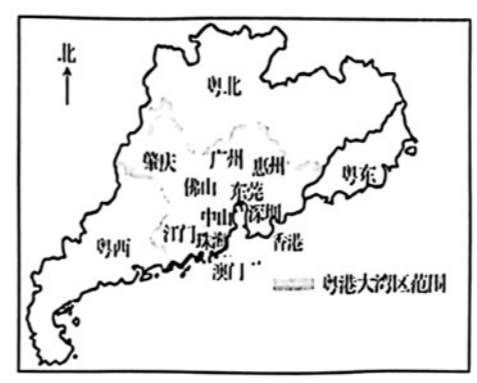 北
粤北
肇庆
广州
惠州
粤东
佛山
东莞
中山
深圳
江门
珠海
香港
粤西
澳门
粤港大湾区范围